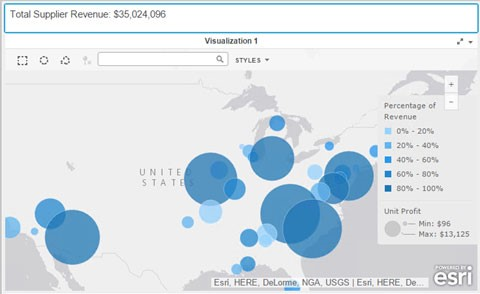 Total Supplier Revenue: $35,024,096
Visualization 1
STYLES
UNITED
STATES
Percentage of
Revenue
0% - 20%
20% - 40%
40% - 60%
60% - 80%
80% - 100%
Unit Profit
Min: $96
Max: $13,125
POWERED BY
esri
Esri, HERE, DeLorme, NGA, USGS | Esri, HERE, De...